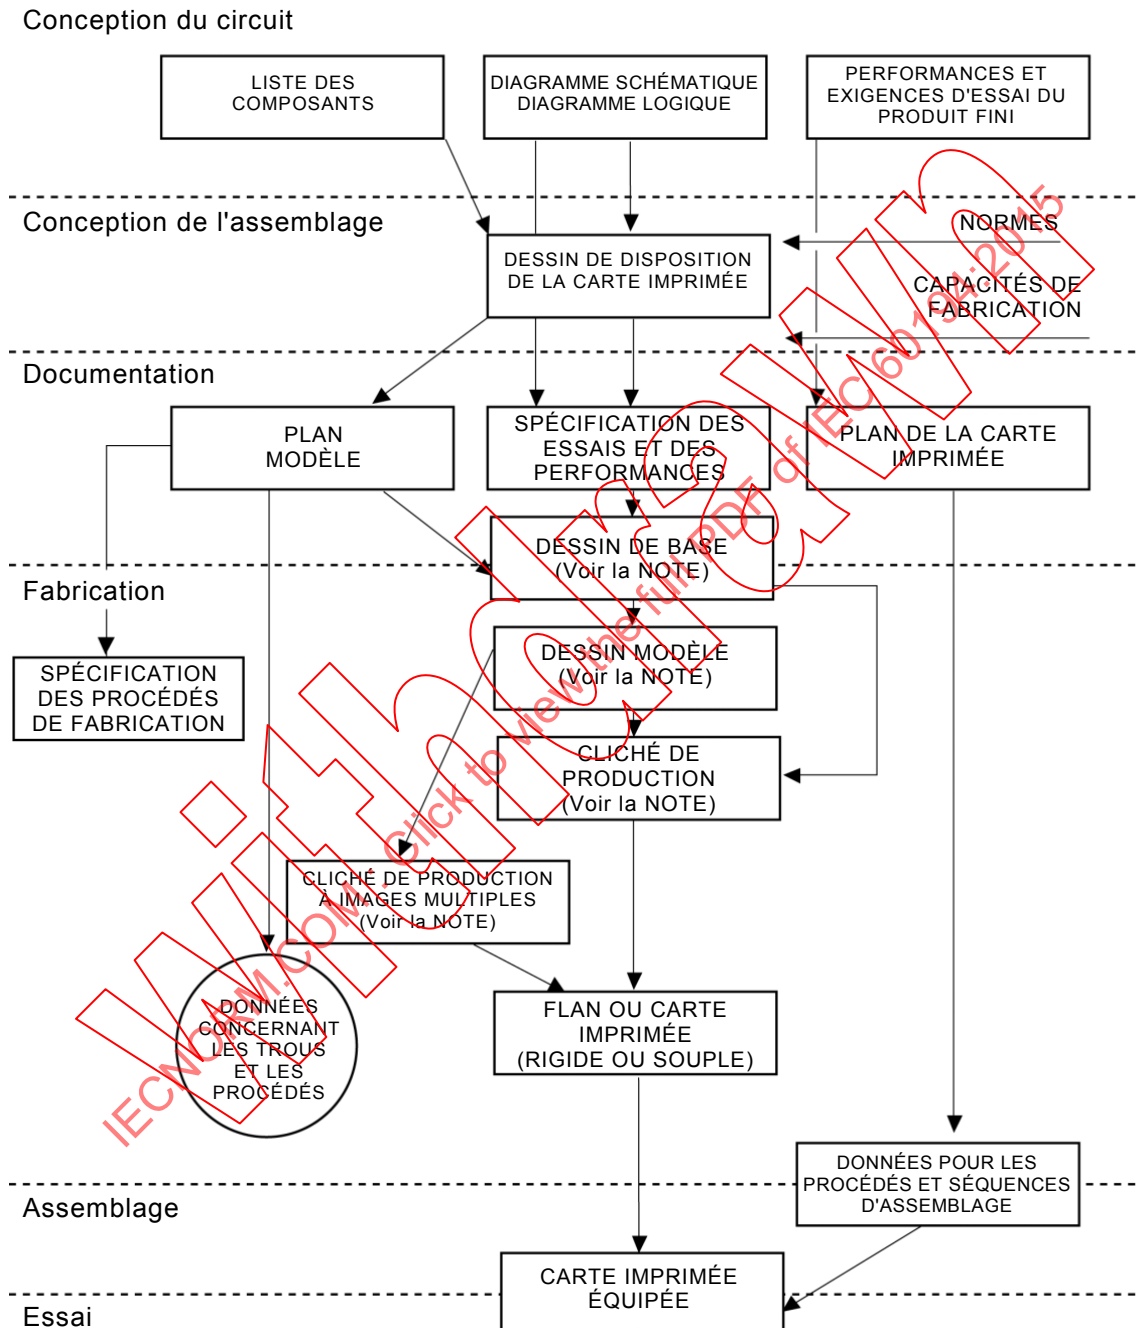 Conception du circuit
LISTE DES
COMPOSANTS
DIAGRAMME SCHÉMATIQUE
DIAGRAMME LOGIQUE
PERFORMANCES ET
EXIGENCES D'ESSAI DU
PRODUIT FINI
Conception de l'assemblage
NORMES
DESSIN DE DISPOSITION
DE LA CARTE IMPRIMÉE
CAPACITÉS DE
FABRICATION
Documentation
PLAN
MODÈLE
SPÉCIFICATION DES
ESSAIS ET DES
PERFORMANCES
PLAN DE LA CARTE
IMPRIMÉE
DESSIN DE BASE
(Voir la NOTE)
Fabrication
SPÉCIFICATION
DES PROCÉDÉS
DE FABRICATION
DESSIN MODÈLE
(Voir la NOTE)
CLICHÉ DE
PRODUCTION
(Voir la NOTE)
CLICHÉ DE PRODUCTION
À IMAGES MULTIPLES
(Voir la NOTE)
DONNÉES
CONCERNANT
LES TROUS
ET LES
PROCÉDÉS
FLAN OU CARTE
IMPRIMÉE
(RIGIDE OU SOUPLE)
DONNÉES POUR LES
PROCÉDÉS ET SÉQUENCES
D'ASSEMBLAGE
Assemblage
CARTE IMPRIMÉE
ÉQUIPÉE
Essai
Withdrawn
IECNORM.COM: Click to view the full PDF of IEC 60194:2015